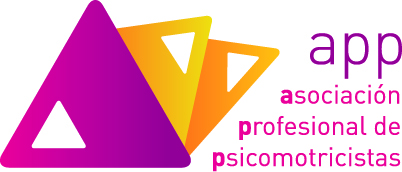 app
asociación
profesional de
psicomotricistas